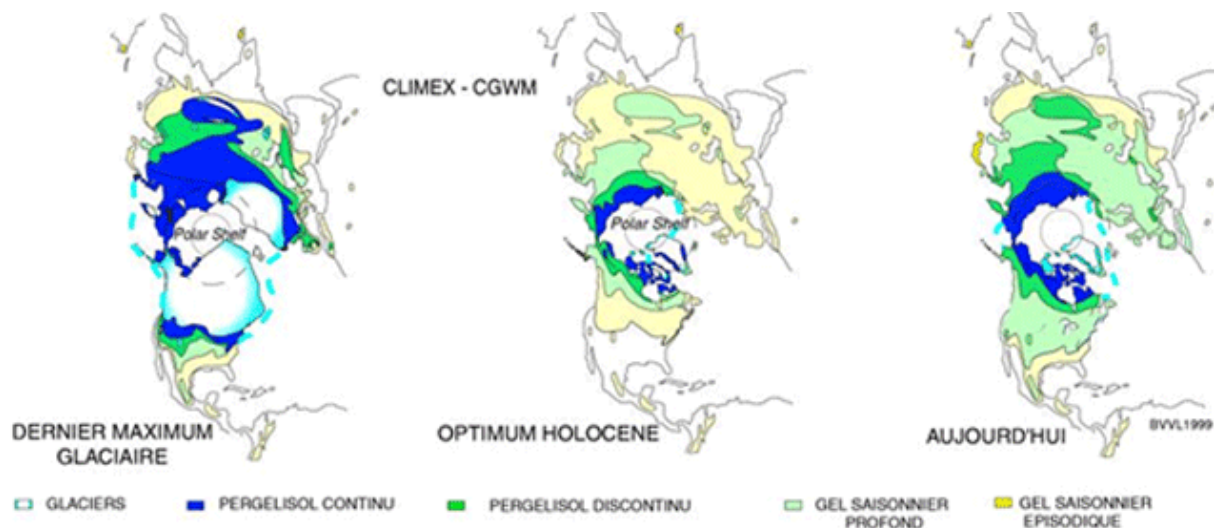 CLIMEX - CGWM
Polar Shelf
Polar Shelf
DERNIER MAXIMUM
GLACIAIRE
OPTIMUM HOLOCENE
AUJOURD'HUI
BVVL1999
GLACIERS
PERGELISOL CONTINU
PERGELISOL DISCONTINU
GEL SAISONNIER
PROFOND
GEL SAISONNIER
EPISODIQUE